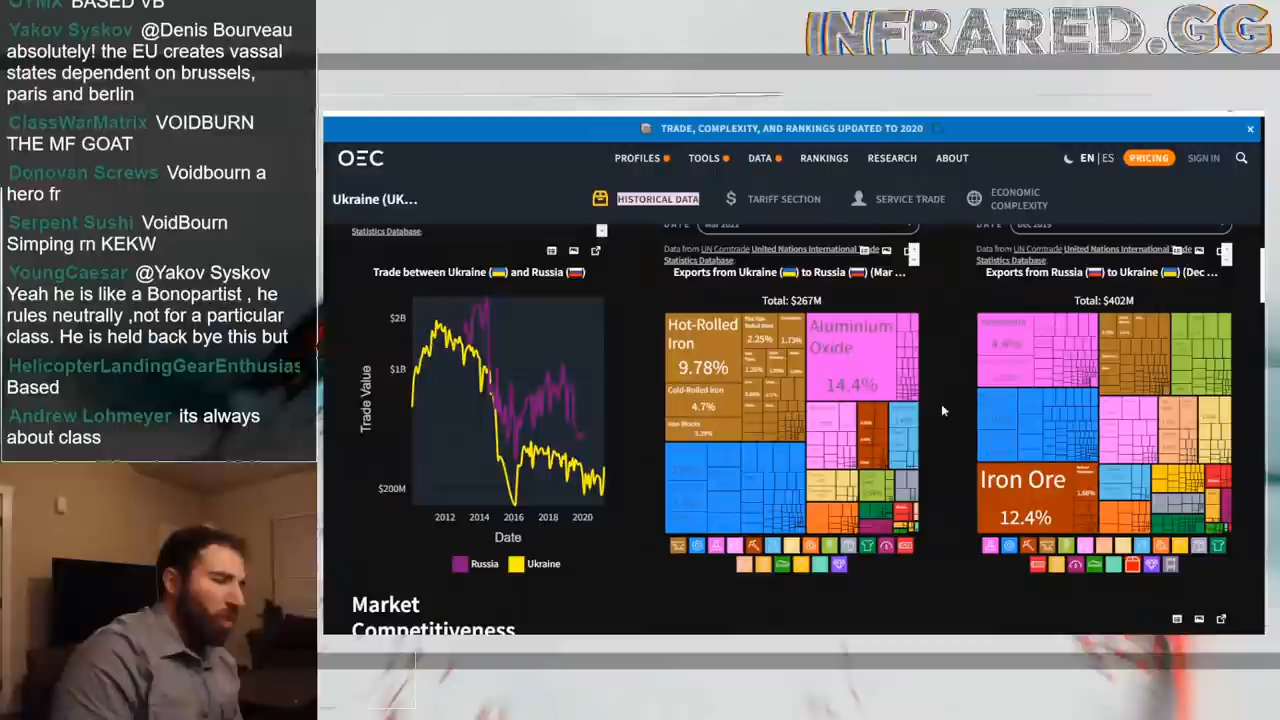 BASED VB
Yakov Syskov @Denis Bourveau
absolutely! the EU creates vassal
states dependent on brussels,
paris and berlin
ClassWarMatrix VOIDBURN
THE MF GOAT
Donovan Screws Voidbourn a
hero fr
Serpent Sushi VoidBourn
Simping rn KEKW
YoungCaesar @Yakov Syskov
Yeah he is like a Bonopartist , he
rules neutrally ,not for a particular
class. He is held back bye this but
HelicopterLandingGearEnthusias
Based
Andrew Lohmeyer its always
about class
INFRARED.GG
TRADE, COMPLEXITY, AND RANKINGS UPDATED TO 2020
OEC
PROFILES TOOLS DATA RANKINGS RESEARCH ABOUT
EN | ES PRICING SIGN IN
Ukraine (UK...
HISTORICAL DATA TARIFF SECTION SERVICE TRADE ECONOMIC
COMPLEXITY
Statistics Database.
Trade between Ukraine and Russia
$2B
$1B
$200M
Trade Value
2012 2014 2016 2018 2020
Date
Russia Ukraine
Data from UN Comtrade United Nations International Trade
Statistics Database.
Exports from Ukraine to Russia (Mar ...
Total: $267M
Hot-Rolled
Iron
9.78%
Cold-Rolled Iron
4.7%
Iron Blocks
2.25%
Aluminium
Oxide
14.4%
Data from UN Comtrade United Nations International Trade
Statistics Database.
Exports from Russia to Ukraine (Dec ...
Total: $402M
Iron Ore
12.4%
Market
Competitiveness